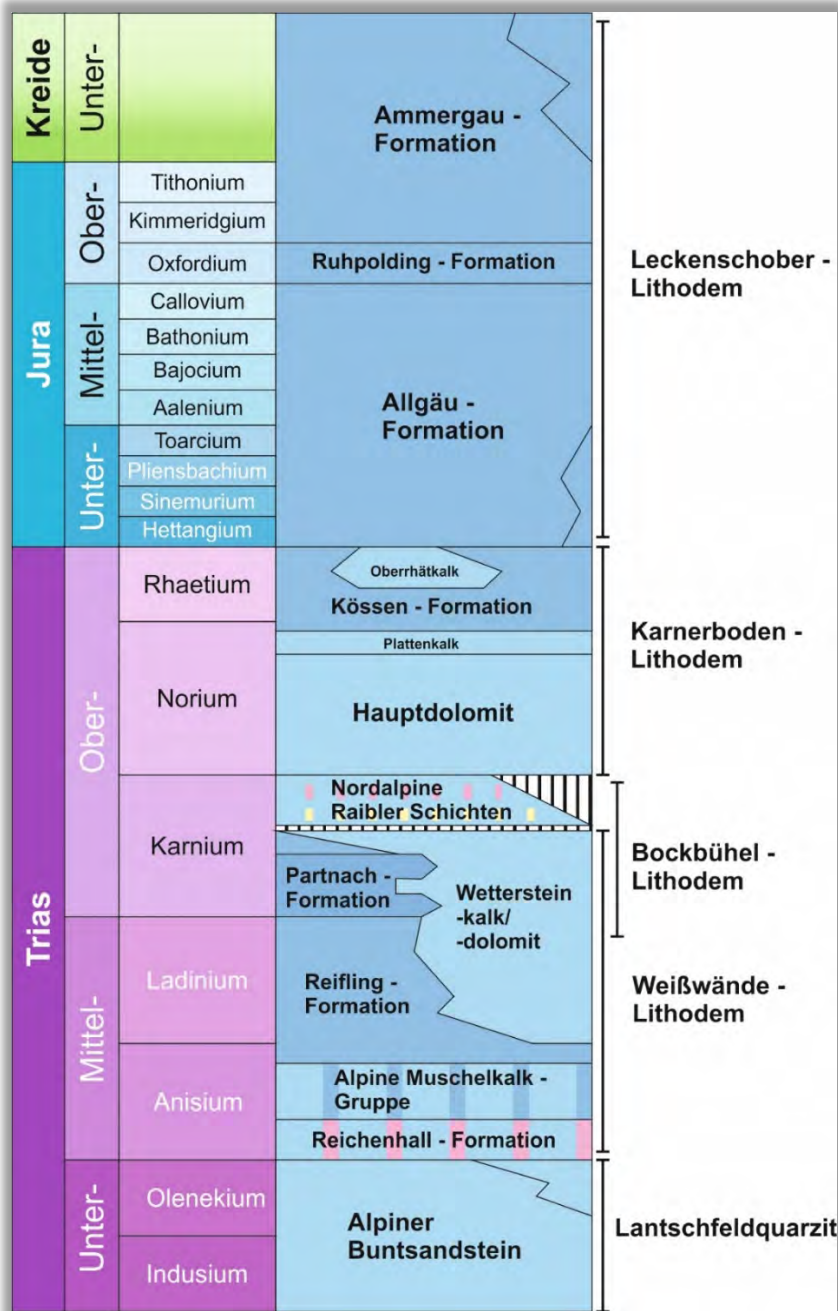 Kreide
Unter-
Ammergau -
Formation
Jura
Ober-
Tithonium
Kimmeridgium
Oxfordium
Ruhpolding - Formation
Leckenschober -
Lithodem
Mittel-
Callovium
Bathonium
Bajocium
Aalenium
Allgäu -
Formation
Unter-
Toarcium
Pliensbachium
Sinemurium
Hettangium
Trias
Ober-
Rhaetium
Oberrhätkalk
Kössen - Formation
Plattenkalk
Norium
Hauptdolomit
Karnerboden -
Lithodem
Karnium
Nordalpine
Raibler Schichten
Partnach -
Formation
Wetterstein
-kalk/
-dolomit
Bockbühel -
Lithodem
Mittel-
Ladinium
Reifling -
Formation
Weißwände -
Lithodem
Anisium
Alpine Muschelkalk -
Gruppe
Reichenhall - Formation
Unter-
Olenekium
Indusium
Alpiner
Buntsandstein
Lantschfeldquarzit